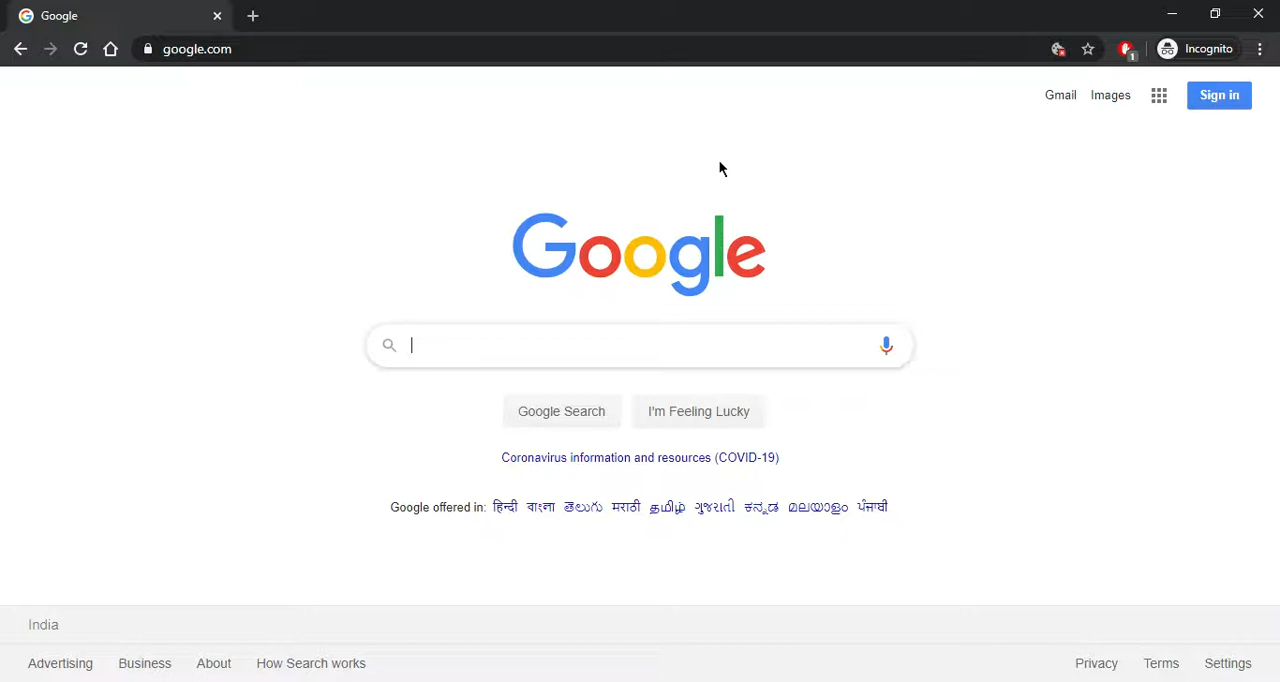 Google
google.com
1
Incognito
Gmail Images
Sign in
Google
Google Search
I'm Feeling Lucky
Coronavirus information and resources (COVID-19)
Google offered in: हिन्दी বাংলা తెలుగు मराठी தமிழ் ગુજરાતી ಕನ್ನಡ മലയാളം ਪੰਜਾਬੀ
India
Advertising Business About How Search works Privacy Terms Settings